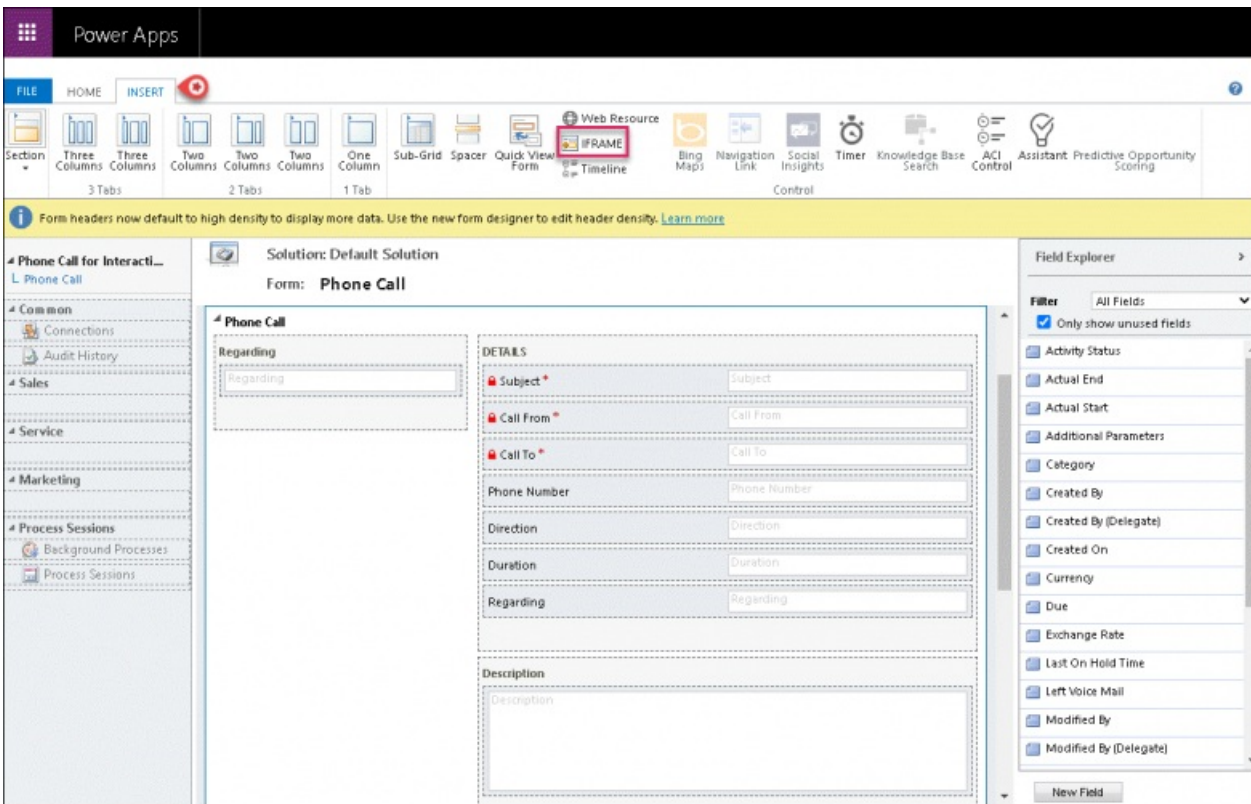 Power Apps
FILE HOME INSERT
Section
Three Columns
Three Columns
3 Tabs
Two Columns
Two Columns
Two Columns
2 Tabs
One Column
1 Tab
Sub-Grid
Spacer
Quick View Form
Web Resource
IFRAME
Timeline
Bing Maps
Navigation Link
Social Insights
Timer
Knowledge Base Search
ACI Control
Assistant
Predictive Opportunity Scoring
Control
Form headers now default to high density to display more data. Use the new form designer to edit header density. Learn more
Phone Call for Interacti...
Phone Call
Common
Connections
Audit History
Sales
Service
Marketing
Process Sessions
Background Processes
Process Sessions
Solution: Default Solution
Form: Phone Call
Phone Call
Regarding
Regarding
DETAILS
Subject * Subject
Call From * Call From
Call To * Call To
Phone Number Phone Number
Direction Direction
Duration Duration
Regarding Regarding
Description
Description
Field Explorer
Filter All Fields
Only show unused fields
Activity Status
Actual End
Actual Start
Additional Parameters
Category
Created By
Created By (Delegate)
Created On
Currency
Due
Exchange Rate
Last On Hold Time
Left Voice Mail
Modified By
Modified By (Delegate)
New Field